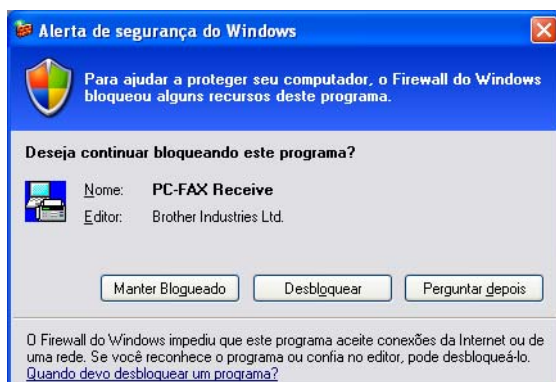 Alerta de segurança do Windows
Para ajudar a proteger seu computador, o Firewall do Windows
bloqueou alguns recursos deste programa.
Deseja continuar bloqueando este programa?
Nome: PC-FAX Receive
Editor: Brother Industries Ltd.
Manter Bloqueado Desbloquear Perguntar depois
O Firewall do Windows impediu que este programa aceite conexões da Internet ou de
uma rede. Se você reconhece o programa ou confia no editor, pode desbloqueá-lo.
Quando devo desbloquear um programa?